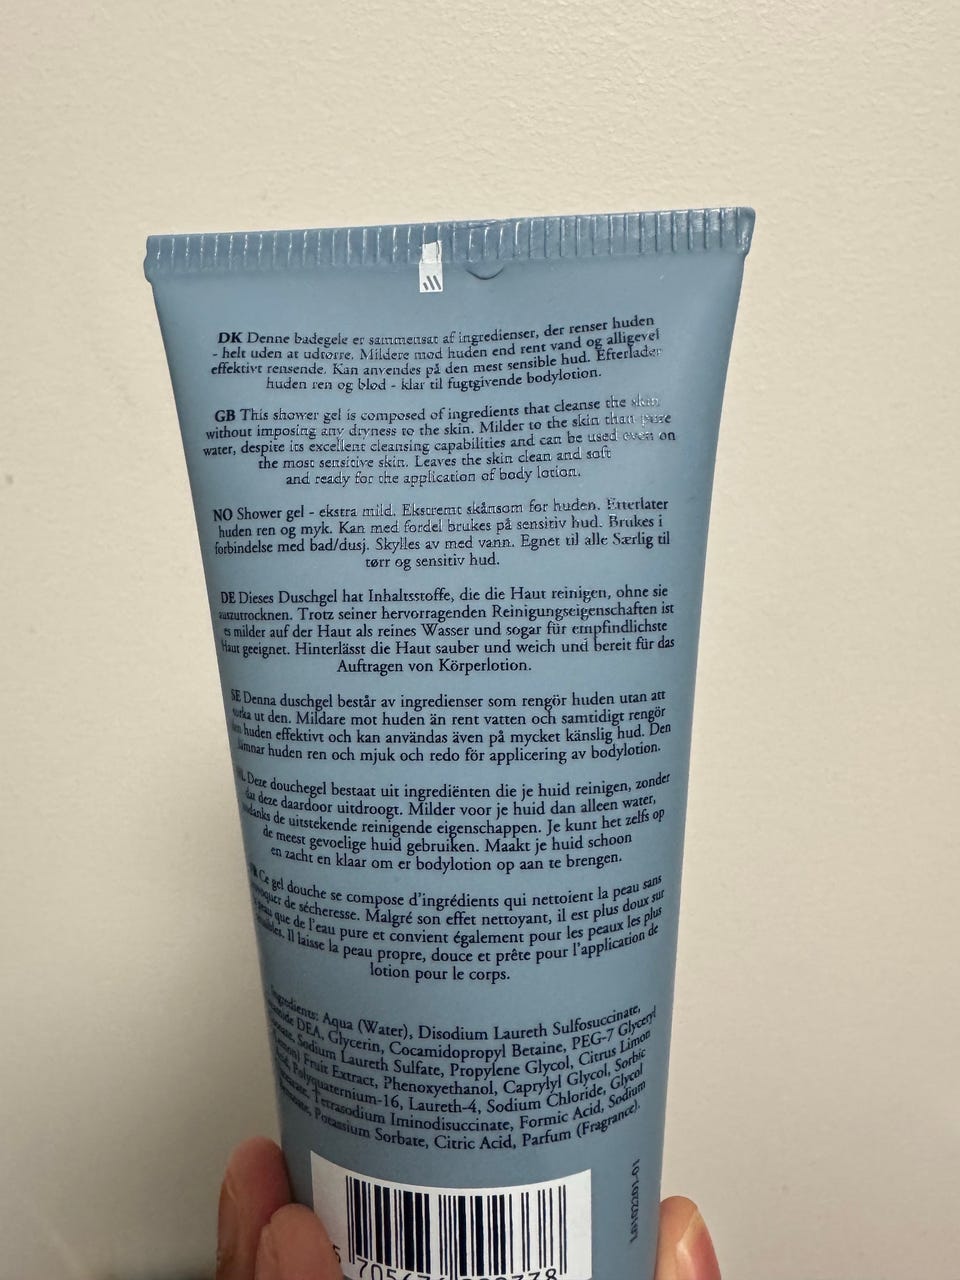 DK Denne badegele er sammensat af ingredienser, der renser huden
- helt uden at udtørre. Mildere mod huden end rent vand og alligevel
effektivt rensende. Kan anvendes på den mest sensible hud. Efterlader
huden ren og blød - klar til fugtgivende bodylotion.
GB This shower gel is composed of ingredients that cleanse the skin
without imposing any dryness to the skin. Milder to the skin than pure
water, despite its excellent cleansing capabilities and can be used even on
the most sensitive skin. Leaves the skin clean and soft
and ready for the application of body lotion.
NO Shower gel - ekstra mild. Ekstremt skånsom for huden. Etterlater
huden ren og myk. Kan med fordel brukes på sensitiv hud. Brukes i
forbindelse med bad/dusj. Skylles av med vann. Egnet til alle Særlig til
tørr og sensitiv hud.
DE Dieses Duschgel hat Inhaltsstoffe, die die Haut reinigen, ohne sie
auszutrocknen. Trotz seiner hervorragenden Reinigungseigenschaften ist
es milder auf der Haut als reines Wasser und sogar für empfindlichste
Haut geeignet. Hinterlässt die Haut sauber und weich und bereit für das
Auftragen von Körperlotion.
SE Denna duschgel består av ingredienser som rengör huden utan att
torka ut den. Mildare mot huden än rent vatten och samtidigt rengör
den huden effektivt och kan användas även på mycket känslig hud. Den
lämnar huden ren och mjuk och redo för applicering av bodylotion.
NL Deze douchegel bestaat uit ingrediënten die je huid reinigen, zonder
dat deze daardoor uitdroogt. Milder voor je huid dan alleen water,
ondanks de uitstekende reinigende eigenschappen. Je kunt het zelfs op
de meest gevoelige huid gebruiken. Maakt je huid schoon
en zacht en klaar om er bodylotion op aan te brengen.
FR Ce gel douche se compose d'ingrédients qui nettoient la peau sans
provoquer de sécheresse. Malgré son effet nettoyant, il est plus doux sur
la peau que de l'eau pure et convient également pour les peaux les plus
sensibles. Il laisse la peau propre, douce et prête pour l'application de
lotion pour le corps.
Ingredients: Aqua (Water), Disodium Laureth Sulfosuccinate,
DEA, Glycerin, Cocamidopropyl Betaine, PEG-7 Glyceryl
Sodium Laureth Sulfate, Propylene Glycol, Citrus Limon
(Lemon) Fruit Extract, Phenoxyethanol, Caprylyl Glycol, Sorbic
Acid, Polyquaternium-16, Laureth-4, Sodium Chloride, Glycol
Tetrasodium Iminodisuccinate, Formic Acid, Sodium
Benzoate, Potassium Sorbate, Citric Acid, Parfum (Fragrance).